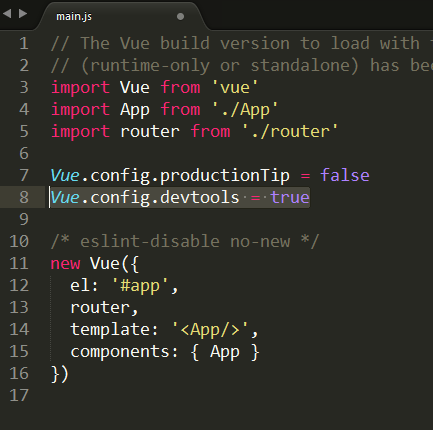 main.js
1 // The Vue build version to load with
2 // (runtime-only or standalone) has
3 import Vue from 'vue'
4 import App from './App'
5 import router from './router'
6
7 Vue.config.productionTip = false
8 Vue.config.devtools = true
9
10 /* eslint-disable no-new */
11 new Vue({
12   el: '#app',
13   router,
14   template: '<App/>',
15   components: { App }
16 })
17